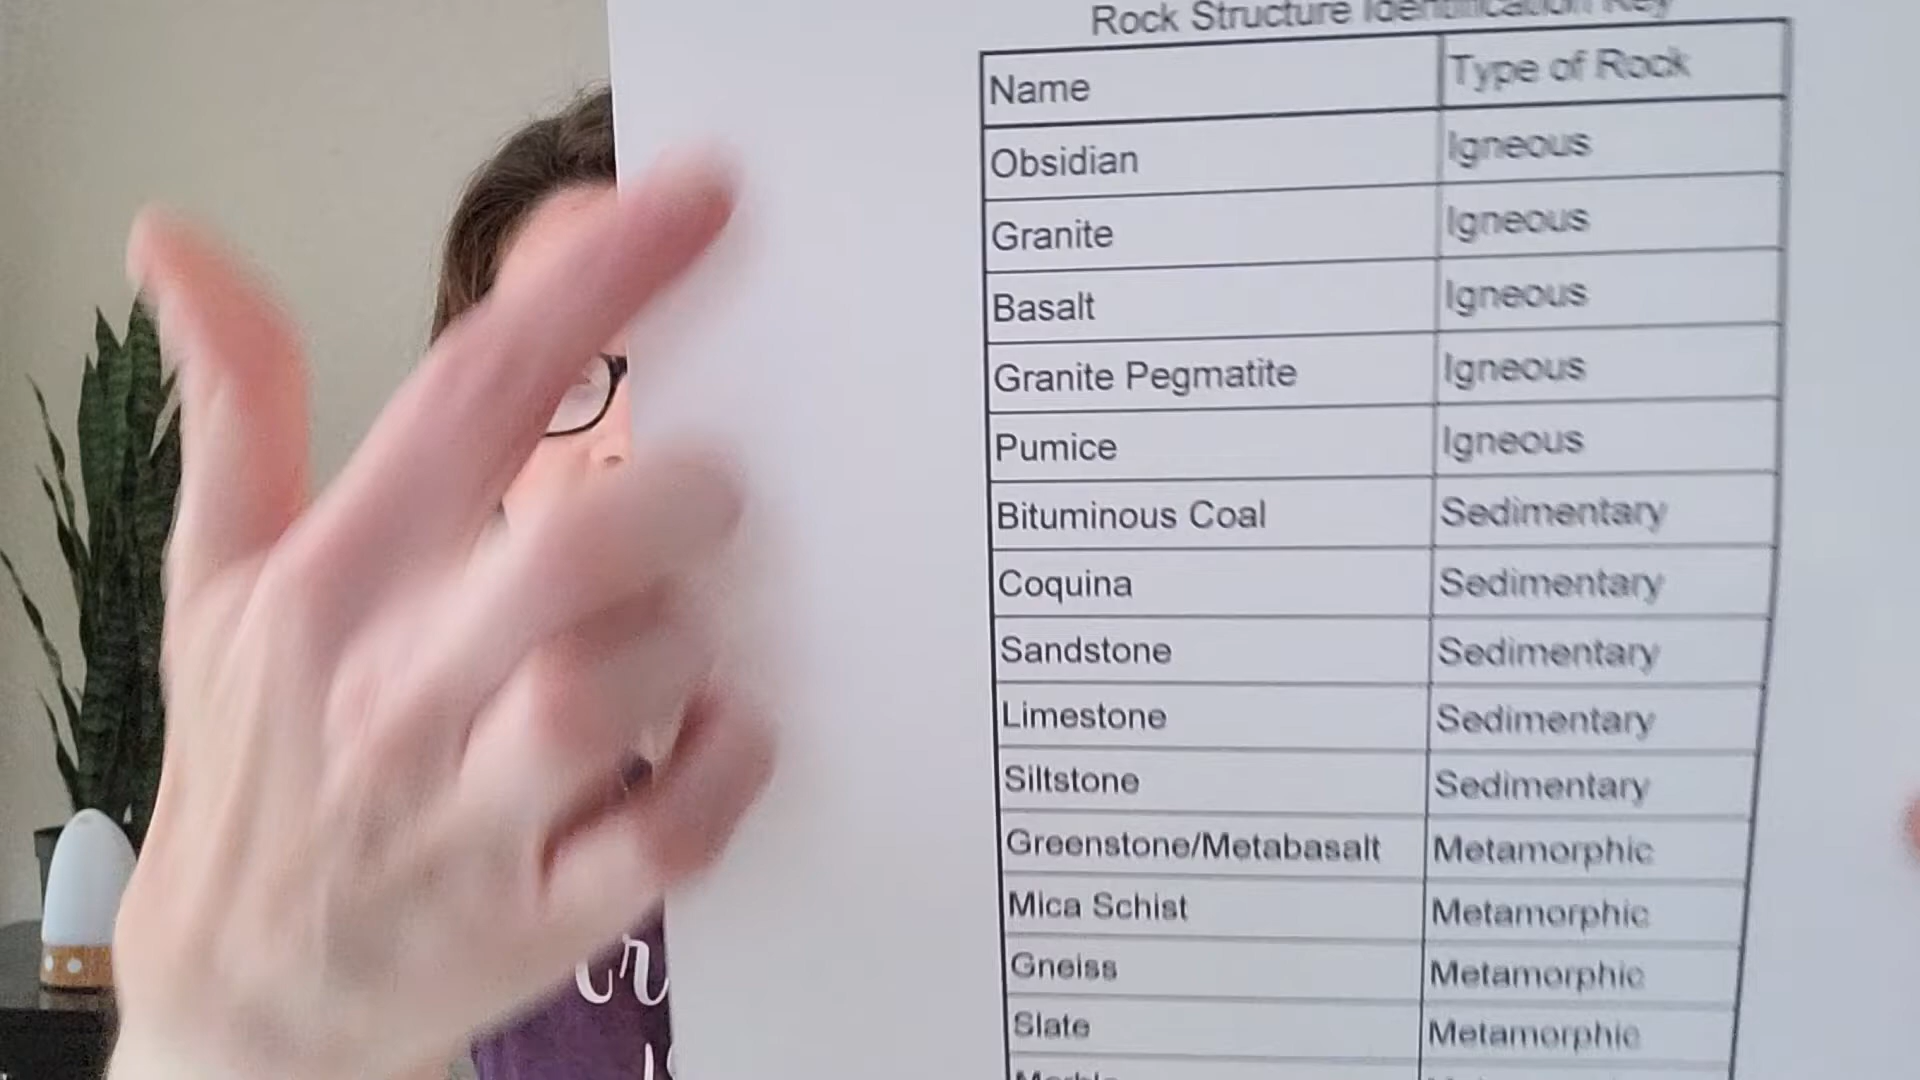 Rock Structure Identification Key
Name Type of Rock
Obsidian Igneous
Granite Igneous
Basalt Igneous
Granite Pegmatite Igneous
Pumice Igneous
Bituminous Coal Sedimentary
Coquina Sedimentary
Sandstone Sedimentary
Limestone Sedimentary
Siltstone Sedimentary
Greenstone/Metabasalt Metamorphic
Mica Schist Metamorphic
Gneiss Metamorphic
Slate Metamorphic